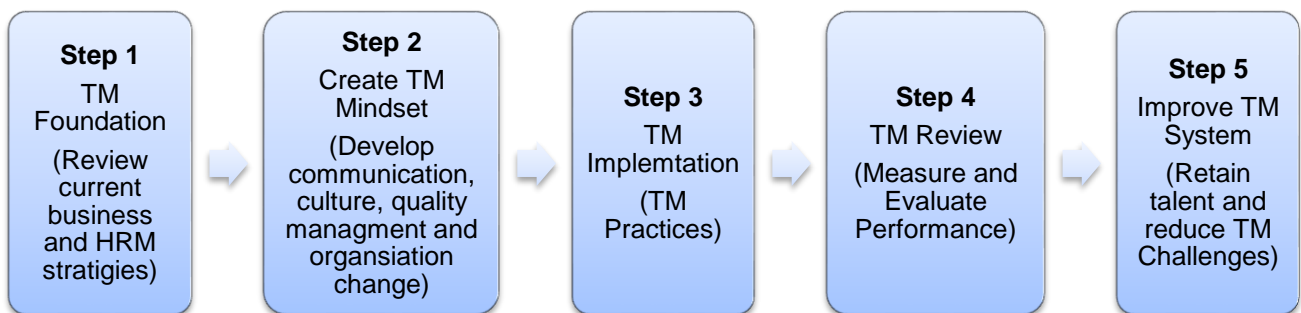 Step 1
TM
Foundation
(Review
current
business
and HRM
stratigies)
Step 2
Create TM
Mindset
(Develop
communication,
culture, quality
managment and
organsiation
change)
Step 3
TM
Implemtation
(TM
Practices)
Step 4
TM Review
(Measure and
Evaluate
Performance)
Step 5
Improve TM
System
(Retain
talent and
reduce TM
Challenges)